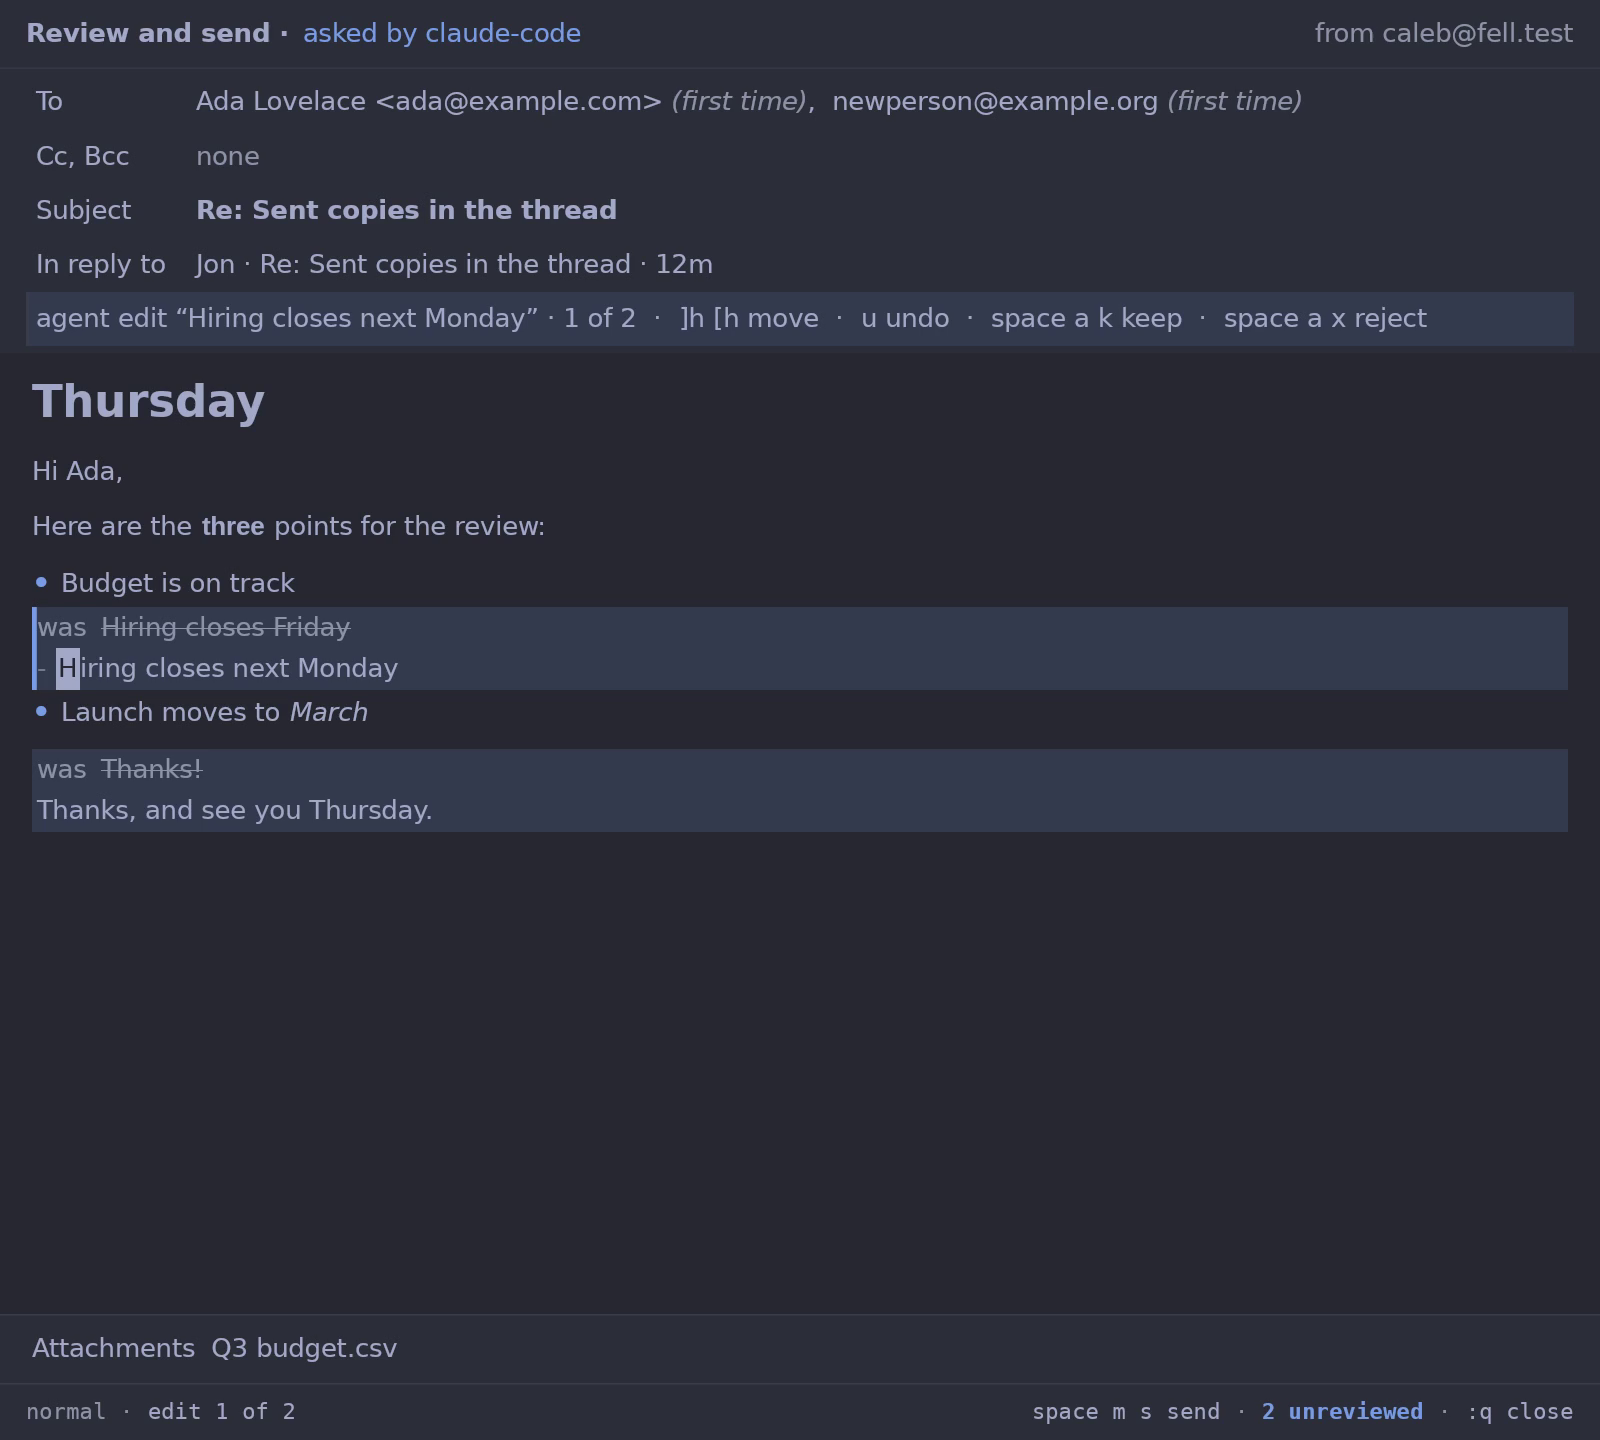 Review and send · asked by claude-code from caleb@fell.test
To Ada Lovelace <ada@example.com> (first time), newperson@example.org (first time)
Cc, Bcc none
Subject Re: Sent copies in the thread
In reply to Jon · Re: Sent copies in the thread · 12m
agent edit “Hiring closes next Monday” · 1 of 2 · ]h [h move · u undo · space a k keep · space a x reject
Thursday
Hi Ada,
Here are the three points for the review:
• Budget is on track
was Hiring closes Friday
- Hiring closes next Monday
• Launch moves to March
was Thanks!
Thanks, and see you Thursday.
Attachments Q3 budget.csv
normal · edit 1 of 2 space m s send · 2 unreviewed · :q close